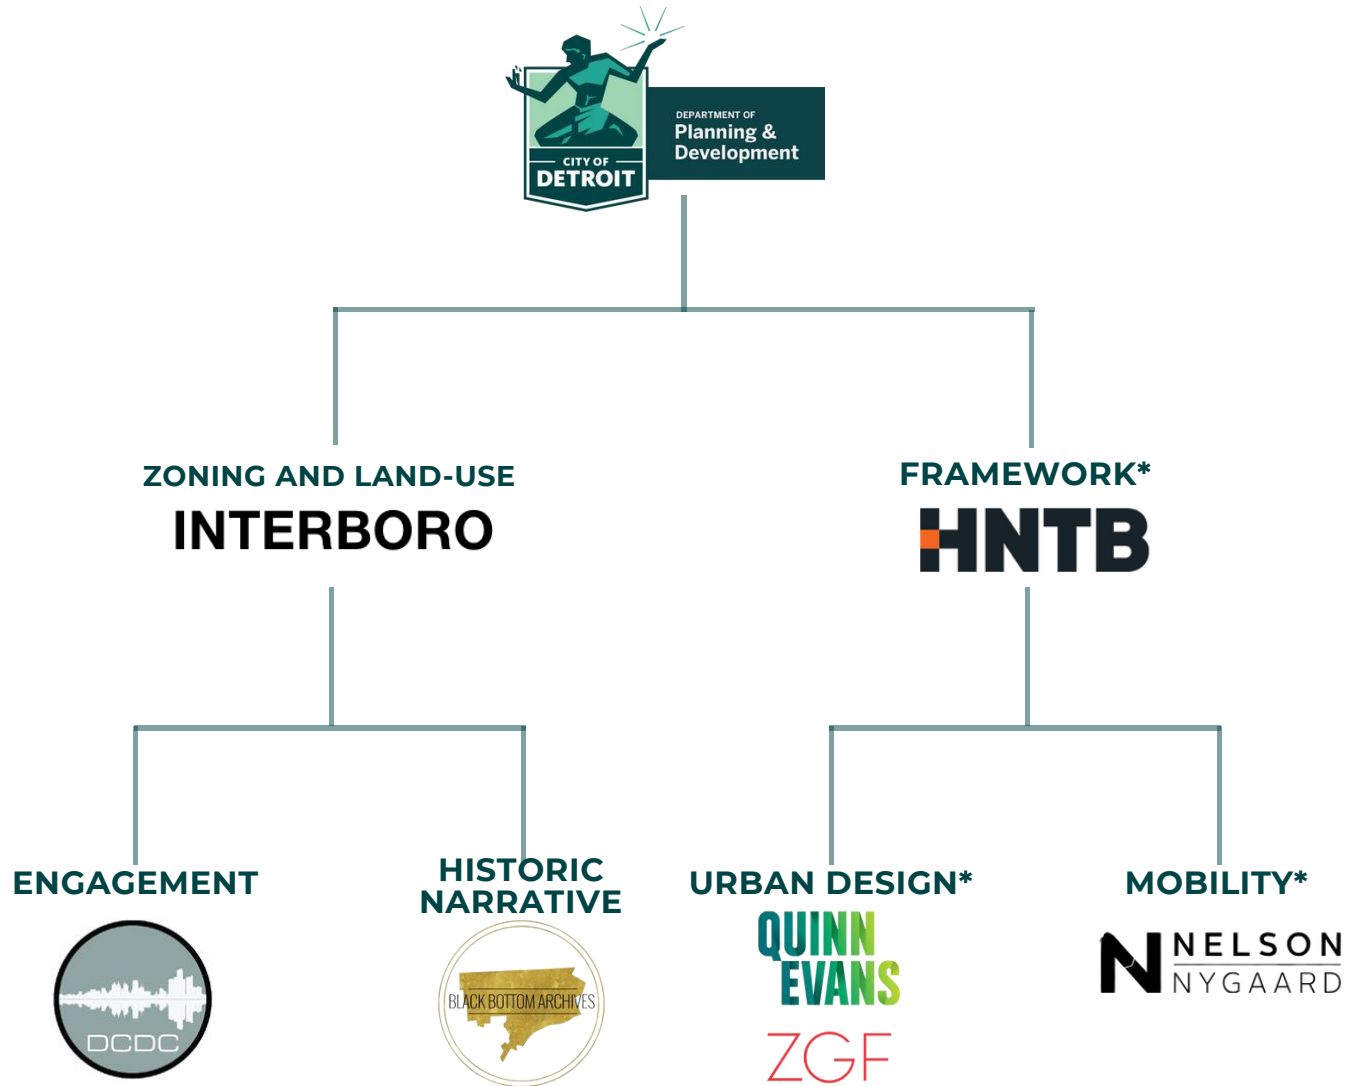 DEPARTMENT OF
Planning &
Development
CITY OF
DETROIT
ZONING AND LAND-USE
INTERBORO
FRAMEWORK*
HNTB
ENGAGEMENT
DCDC
HISTORIC
NARRATIVE
BLACK BOTTOM ARCHIVES
URBAN DESIGN*
QUINN
EVANS
ZGF
MOBILITY*
N NELSON
NYGAARD